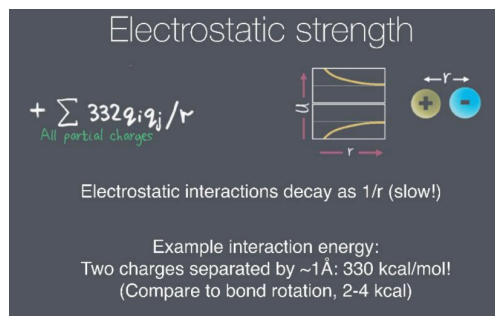 Electrostatic strength
+ ∑ 332qᵢqⱼ/r
All partial charges
U
r
←r→
+ -
Electrostatic interactions decay as 1/r (slow!)
Example interaction energy:
Two charges separated by ~1Å: 330 kcal/mol!
(Compare to bond rotation, 2-4 kcal)